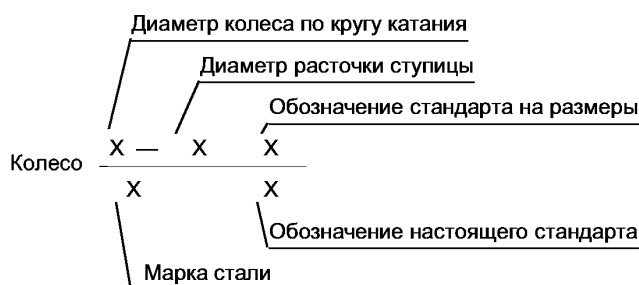 Диаметр колеса по кругу катания
Диаметр расточки ступицы
Обозначение стандарта на размеры
Х — Х Х
Колесо
Х Х
Обозначение настоящего стандарта
Марка стали